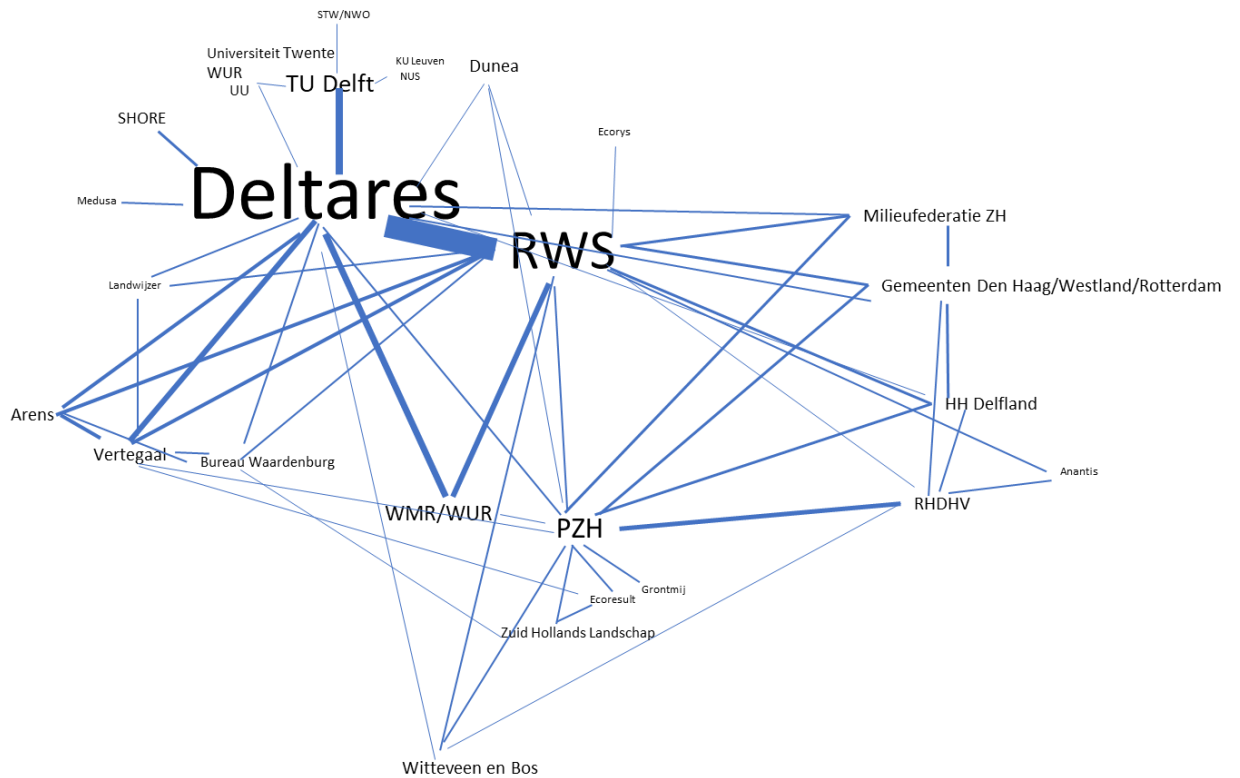 STW/NWO
Universiteit Twente
KU Leuven
Dunea
WUR
TU Delft
NUS
UU
SHORE
Ecorys
Deltares
Medusa
Milieufederatie ZH
RWS
Landwijzer
Gemeenten Den Haag/Westland/Rotterdam
Arens
HH Delfland
Vertegaal
Bureau Waardenburg
Anantis
WMR/WUR
RHDHV
PZH
Grontmij
Ecoresult
Zuid Hollands Landschap
Witteveen en Bos